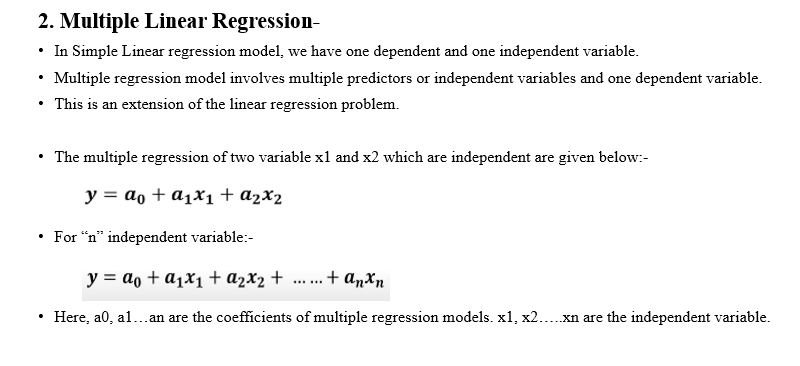 2. Multiple Linear Regression-
• In Simple Linear regression model, we have one dependent and one independent variable.
• Multiple regression model involves multiple predictors or independent variables and one dependent variable.
• This is an extension of the linear regression problem.
• The multiple regression of two variable x1 and x2 which are independent are given below:-
y = a₀ + a₁x₁ + a₂x₂
• For “n” independent variable:-
y = a₀ + a₁x₁ + a₂x₂ + ...... + aₙxₙ
• Here, a0, a1…an are the coefficients of multiple regression models. x1, x2…..xn are the independent variable.